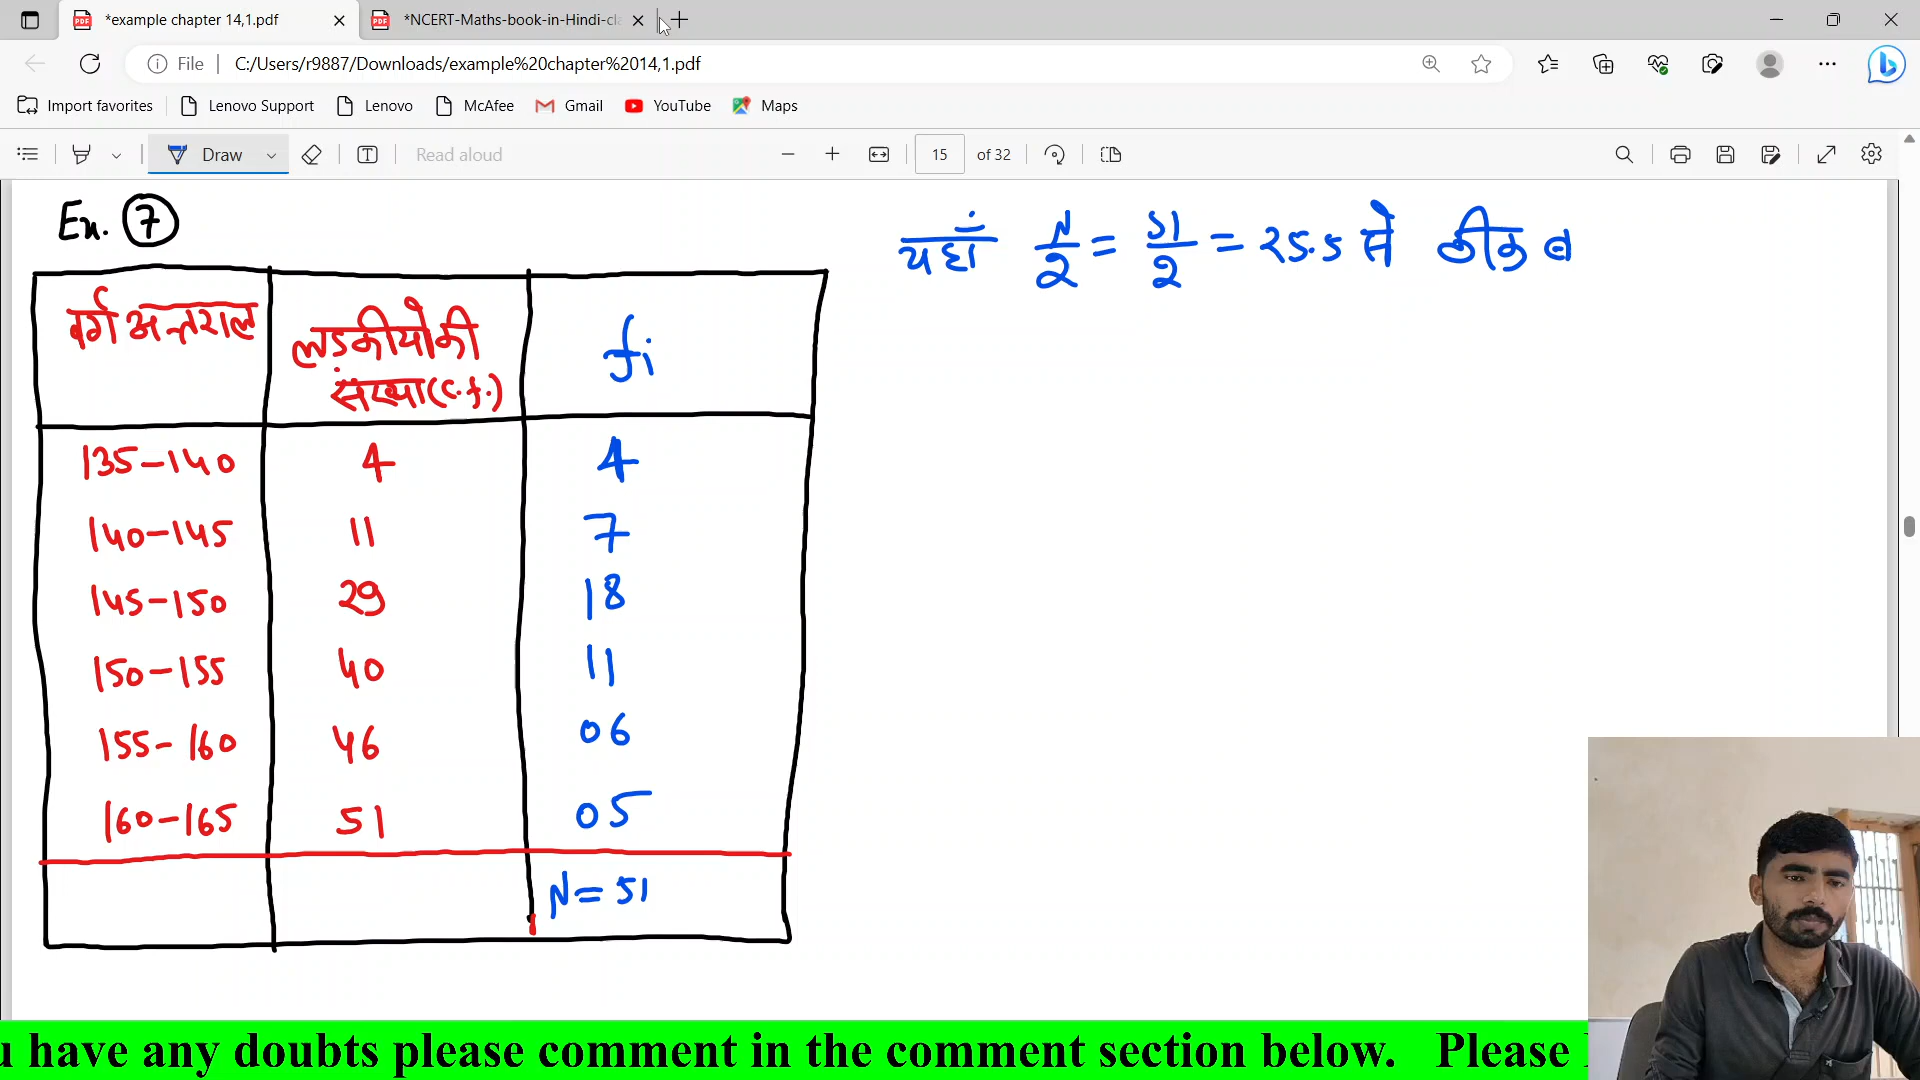 *example chapter 14,1.pdf
*NCERT-Maths-book-in-Hindi-cla
File C:/Users/r9887/Downloads/example%20chapter%2014,1.pdf
Import favorites Lenovo Support Lenovo McAfee Gmail YouTube Maps
Draw Read aloud 15 of 32
Ex. 7
यहां N/2 = 51/2 = 25.5 से ठीक ब
वर्ग अन्तराल लडकीयो की संख्या (c.f.) fi
135-140 4 4
140-145 11 7
145-150 29 18
150-155 40 11
155-160 46 06
160-165 51 05
N = 51
u have any doubts please comment in the comment section below. Please